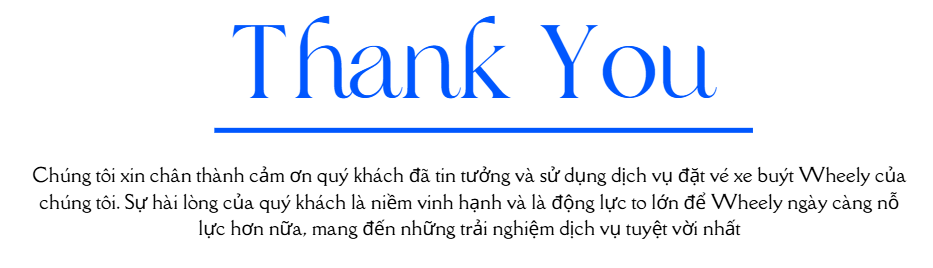 Thank You
Chúng tôi xin chân thành cảm ơn quý khách đã tin tưởng và sử dụng dịch vụ đặt vé xe buýt Wheely của
chúng tôi. Sự hài lòng của quý khách là niềm vinh hạnh và là động lực to lớn để Wheely ngày càng nỗ
lực hơn nữa, mang đến những trải nghiệm dịch vụ tuyệt vời nhất